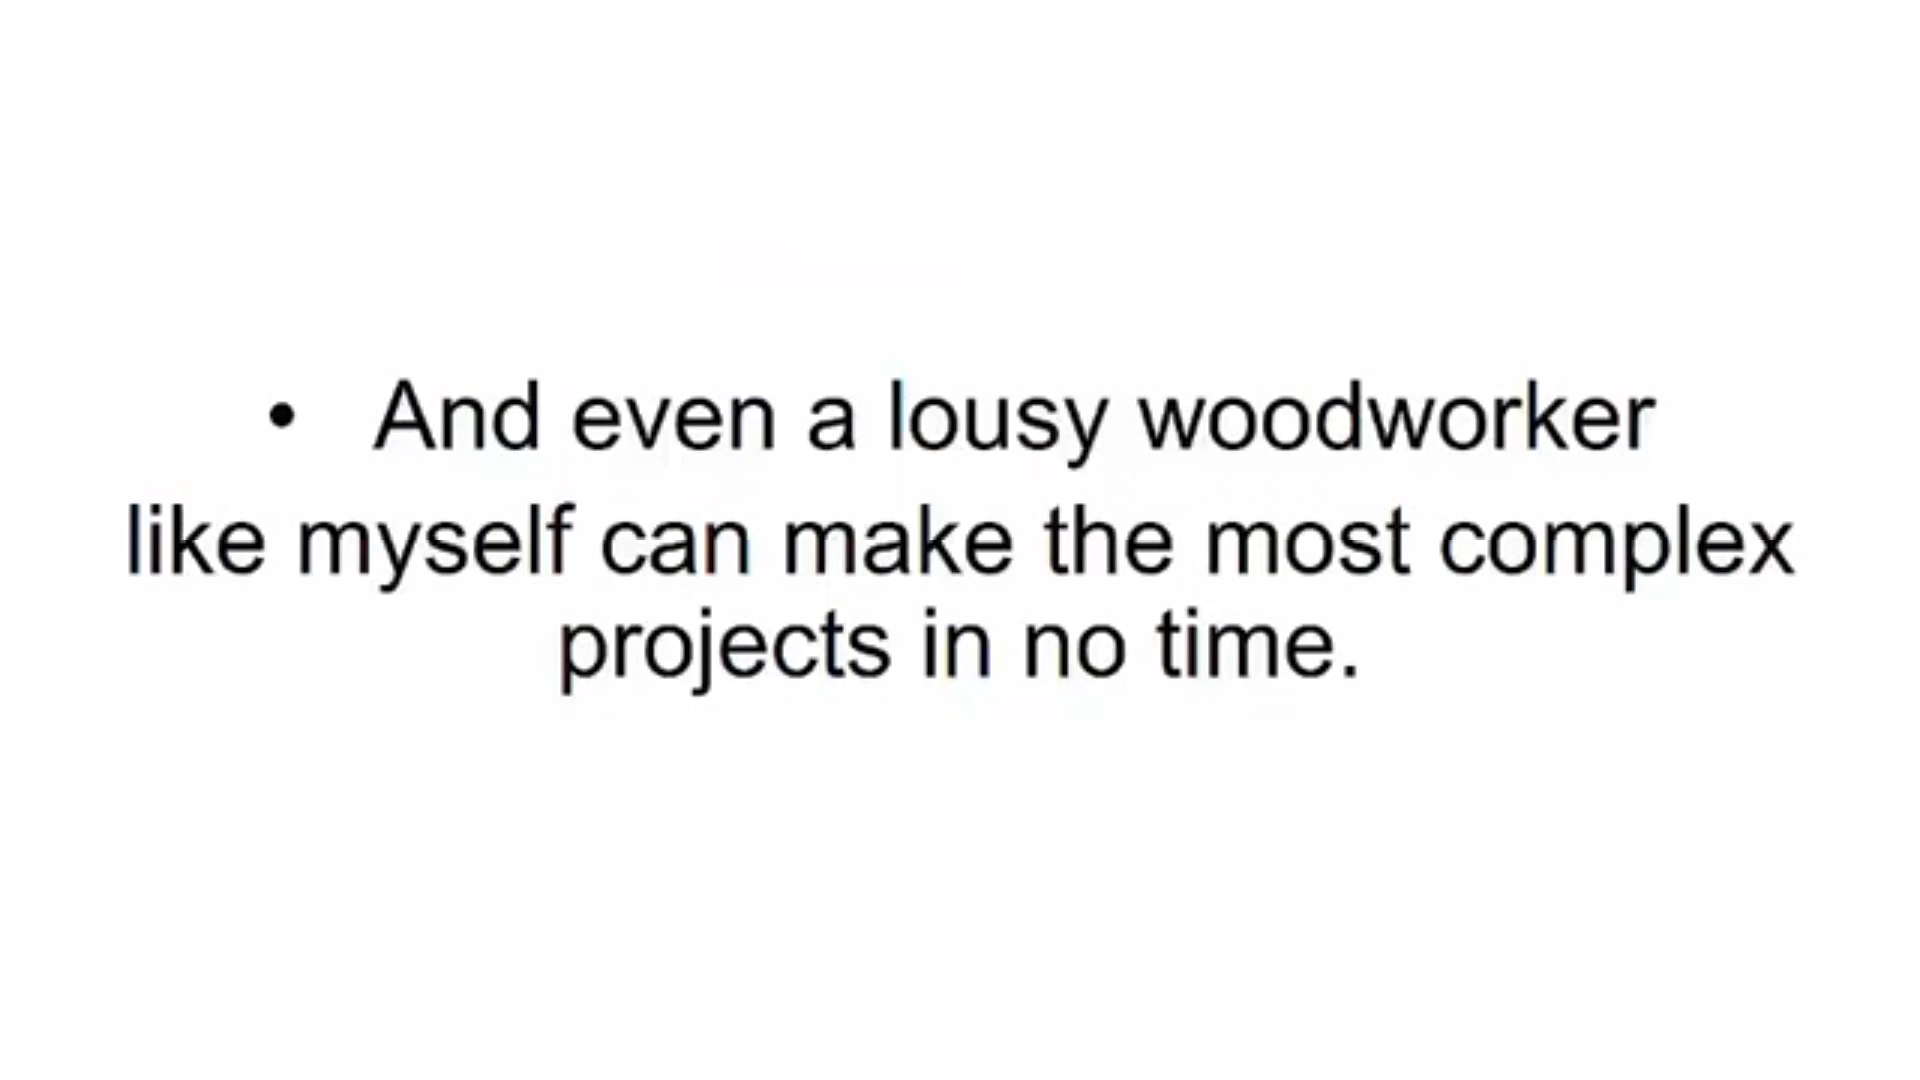 • And even a lousy woodworker
like myself can make the most complex
projects in no time.